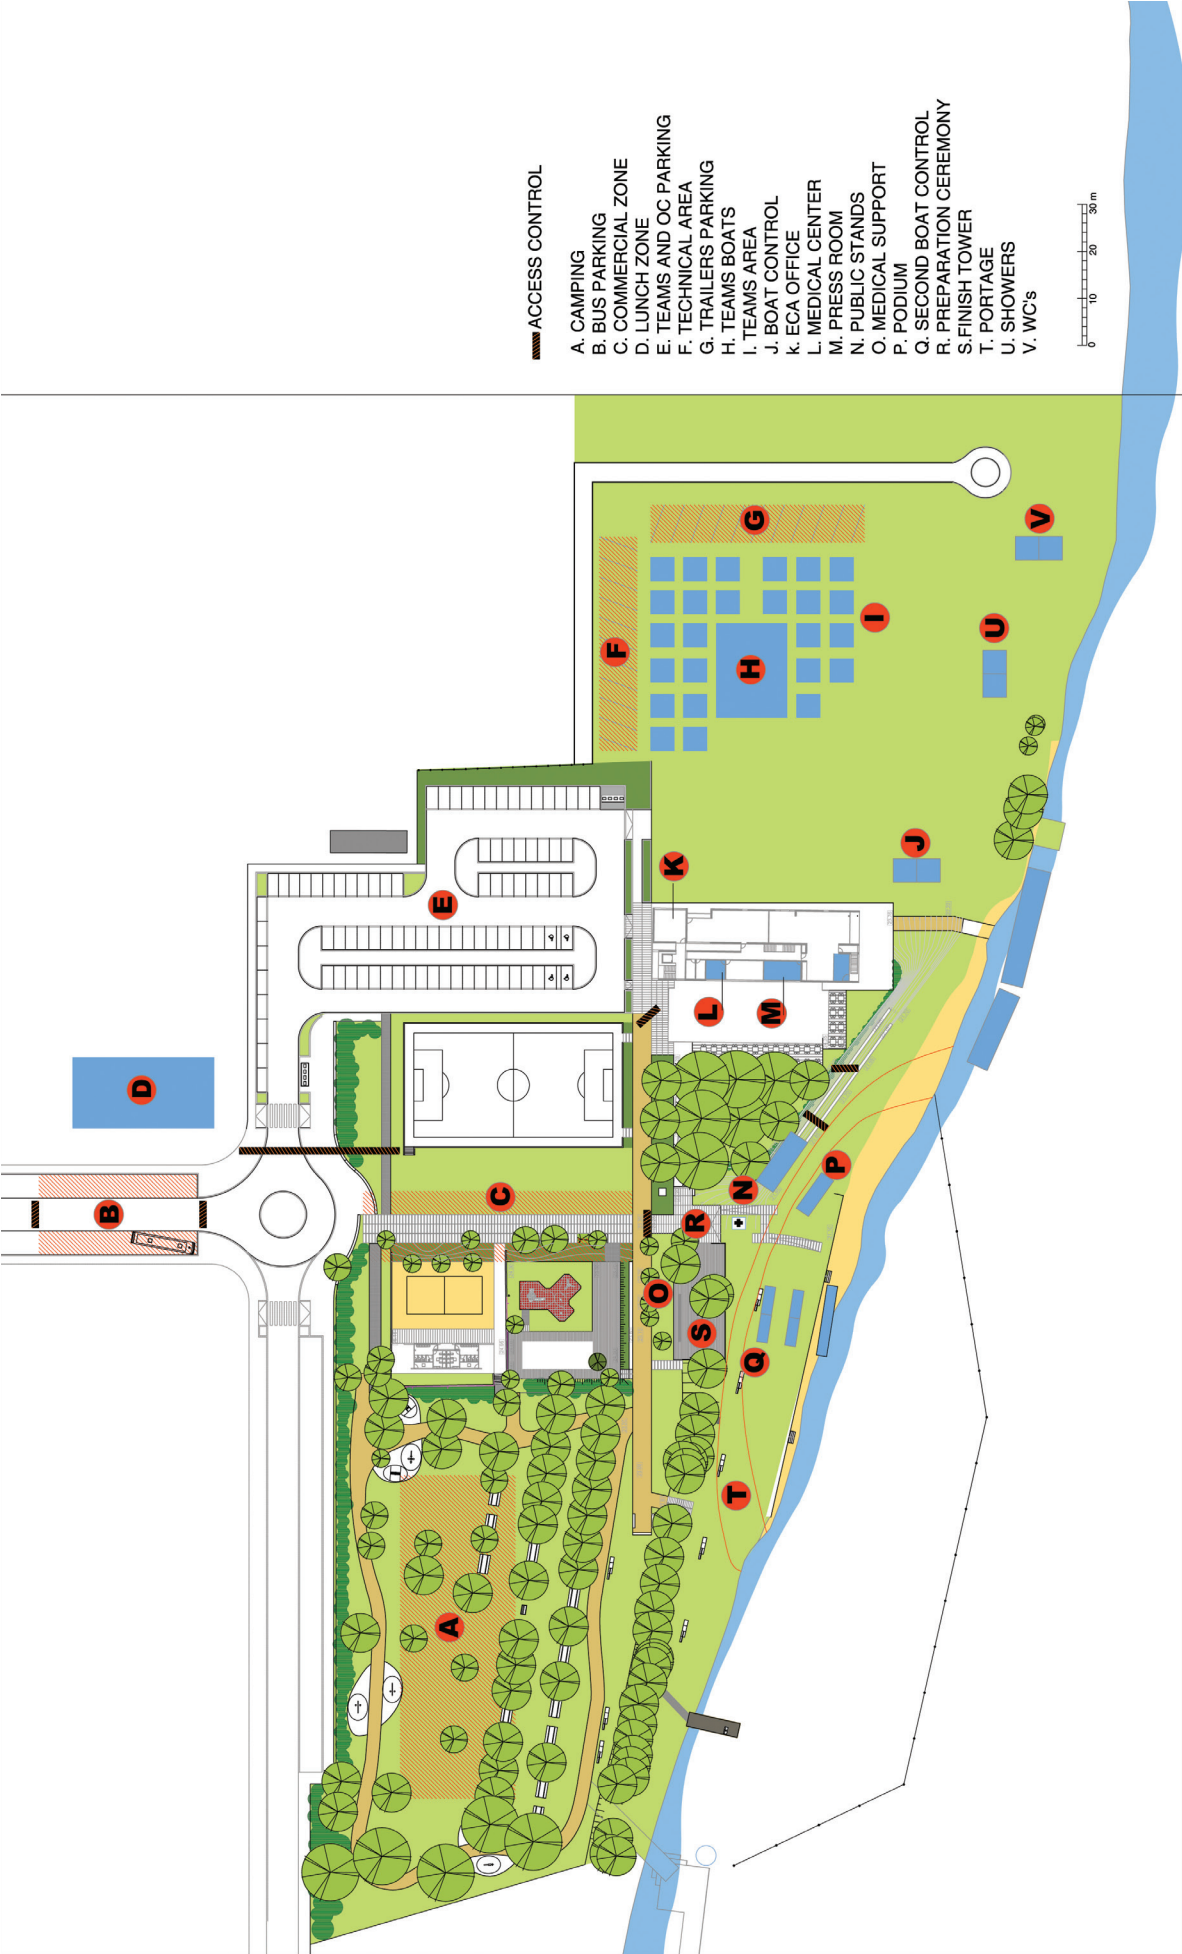 ACCESS CONTROL
A. CAMPING
B. BUS PARKING
C. COMMERCIAL ZONE
D. LUNCH ZONE
E. TEAMS AND OC PARKING
F. TECHNICAL AREA
G. TRAILERS PARKING
H. TEAMS BOATS
I. TEAMS AREA
J. BOAT CONTROL
k. ECA OFFICE
L. MEDICAL CENTER
M. PRESS ROOM
N. PUBLIC STANDS
O. MEDICAL SUPPORT
P. PODIUM
Q. SECOND BOAT CONTROL
R. PREPARATION CEREMONY
S.FINISH TOWER
T. PORTAGE
U. SHOWERS
V. WC's
0 10 20 30 m
A
B
C
D
E
F
G
H
I
J
K
L
M
N
O
P
Q
R
S
T
U
V